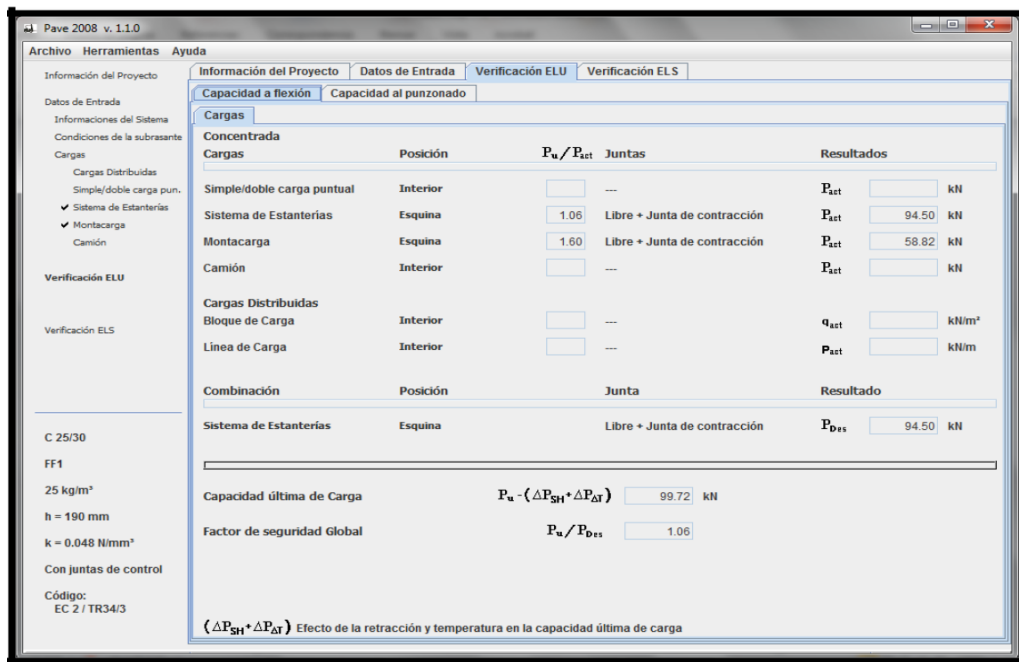 Pave 2008 v. 1.1.0
Archivo Herramientas Ayuda
Información del Proyecto
Datos de Entrada
Informaciones del Sistema
Condiciones de la subrasante
Cargas
Cargas Distribuidas
Simple/doble carga pun.
✔ Sistema de Estanterías
✔ Montacarga
Camión
Verificación ELU
Verificación ELS
C 25/30
FF1
25 kg/m³
h = 190 mm
k = 0.048 N/mm³
Con juntas de control
Código:
EC 2 / TR34/3
Información del Proyecto Datos de Entrada Verificación ELU Verificación ELS
Capacidad a flexión Capacidad al punzonado
Cargas
Concentrada
Cargas Posición Pu/Pact Juntas Resultados
Simple/doble carga puntual Interior --- Pact kN
Sistema de Estanterías Esquina 1.06 Libre + Junta de contracción Pact 94.50 kN
Montacarga Esquina 1.60 Libre + Junta de contracción Pact 58.82 kN
Camión Interior --- Pact kN
Cargas Distribuidas
Bloque de Carga Interior --- qact kN/m²
Linea de Carga Interior --- Pact kN/m
Combinación Posición Junta Resultado
Sistema de Estanterías Esquina Libre + Junta de contracción PDes 94.50 kN
Capacidad última de Carga Pu-(ΔPSH+ΔPΔT) 99.72 kN
Factor de seguridad Global Pu/PDes 1.06
(ΔPSH+ΔPΔT) Efecto de la retracción y temperatura en la capacidad última de carga